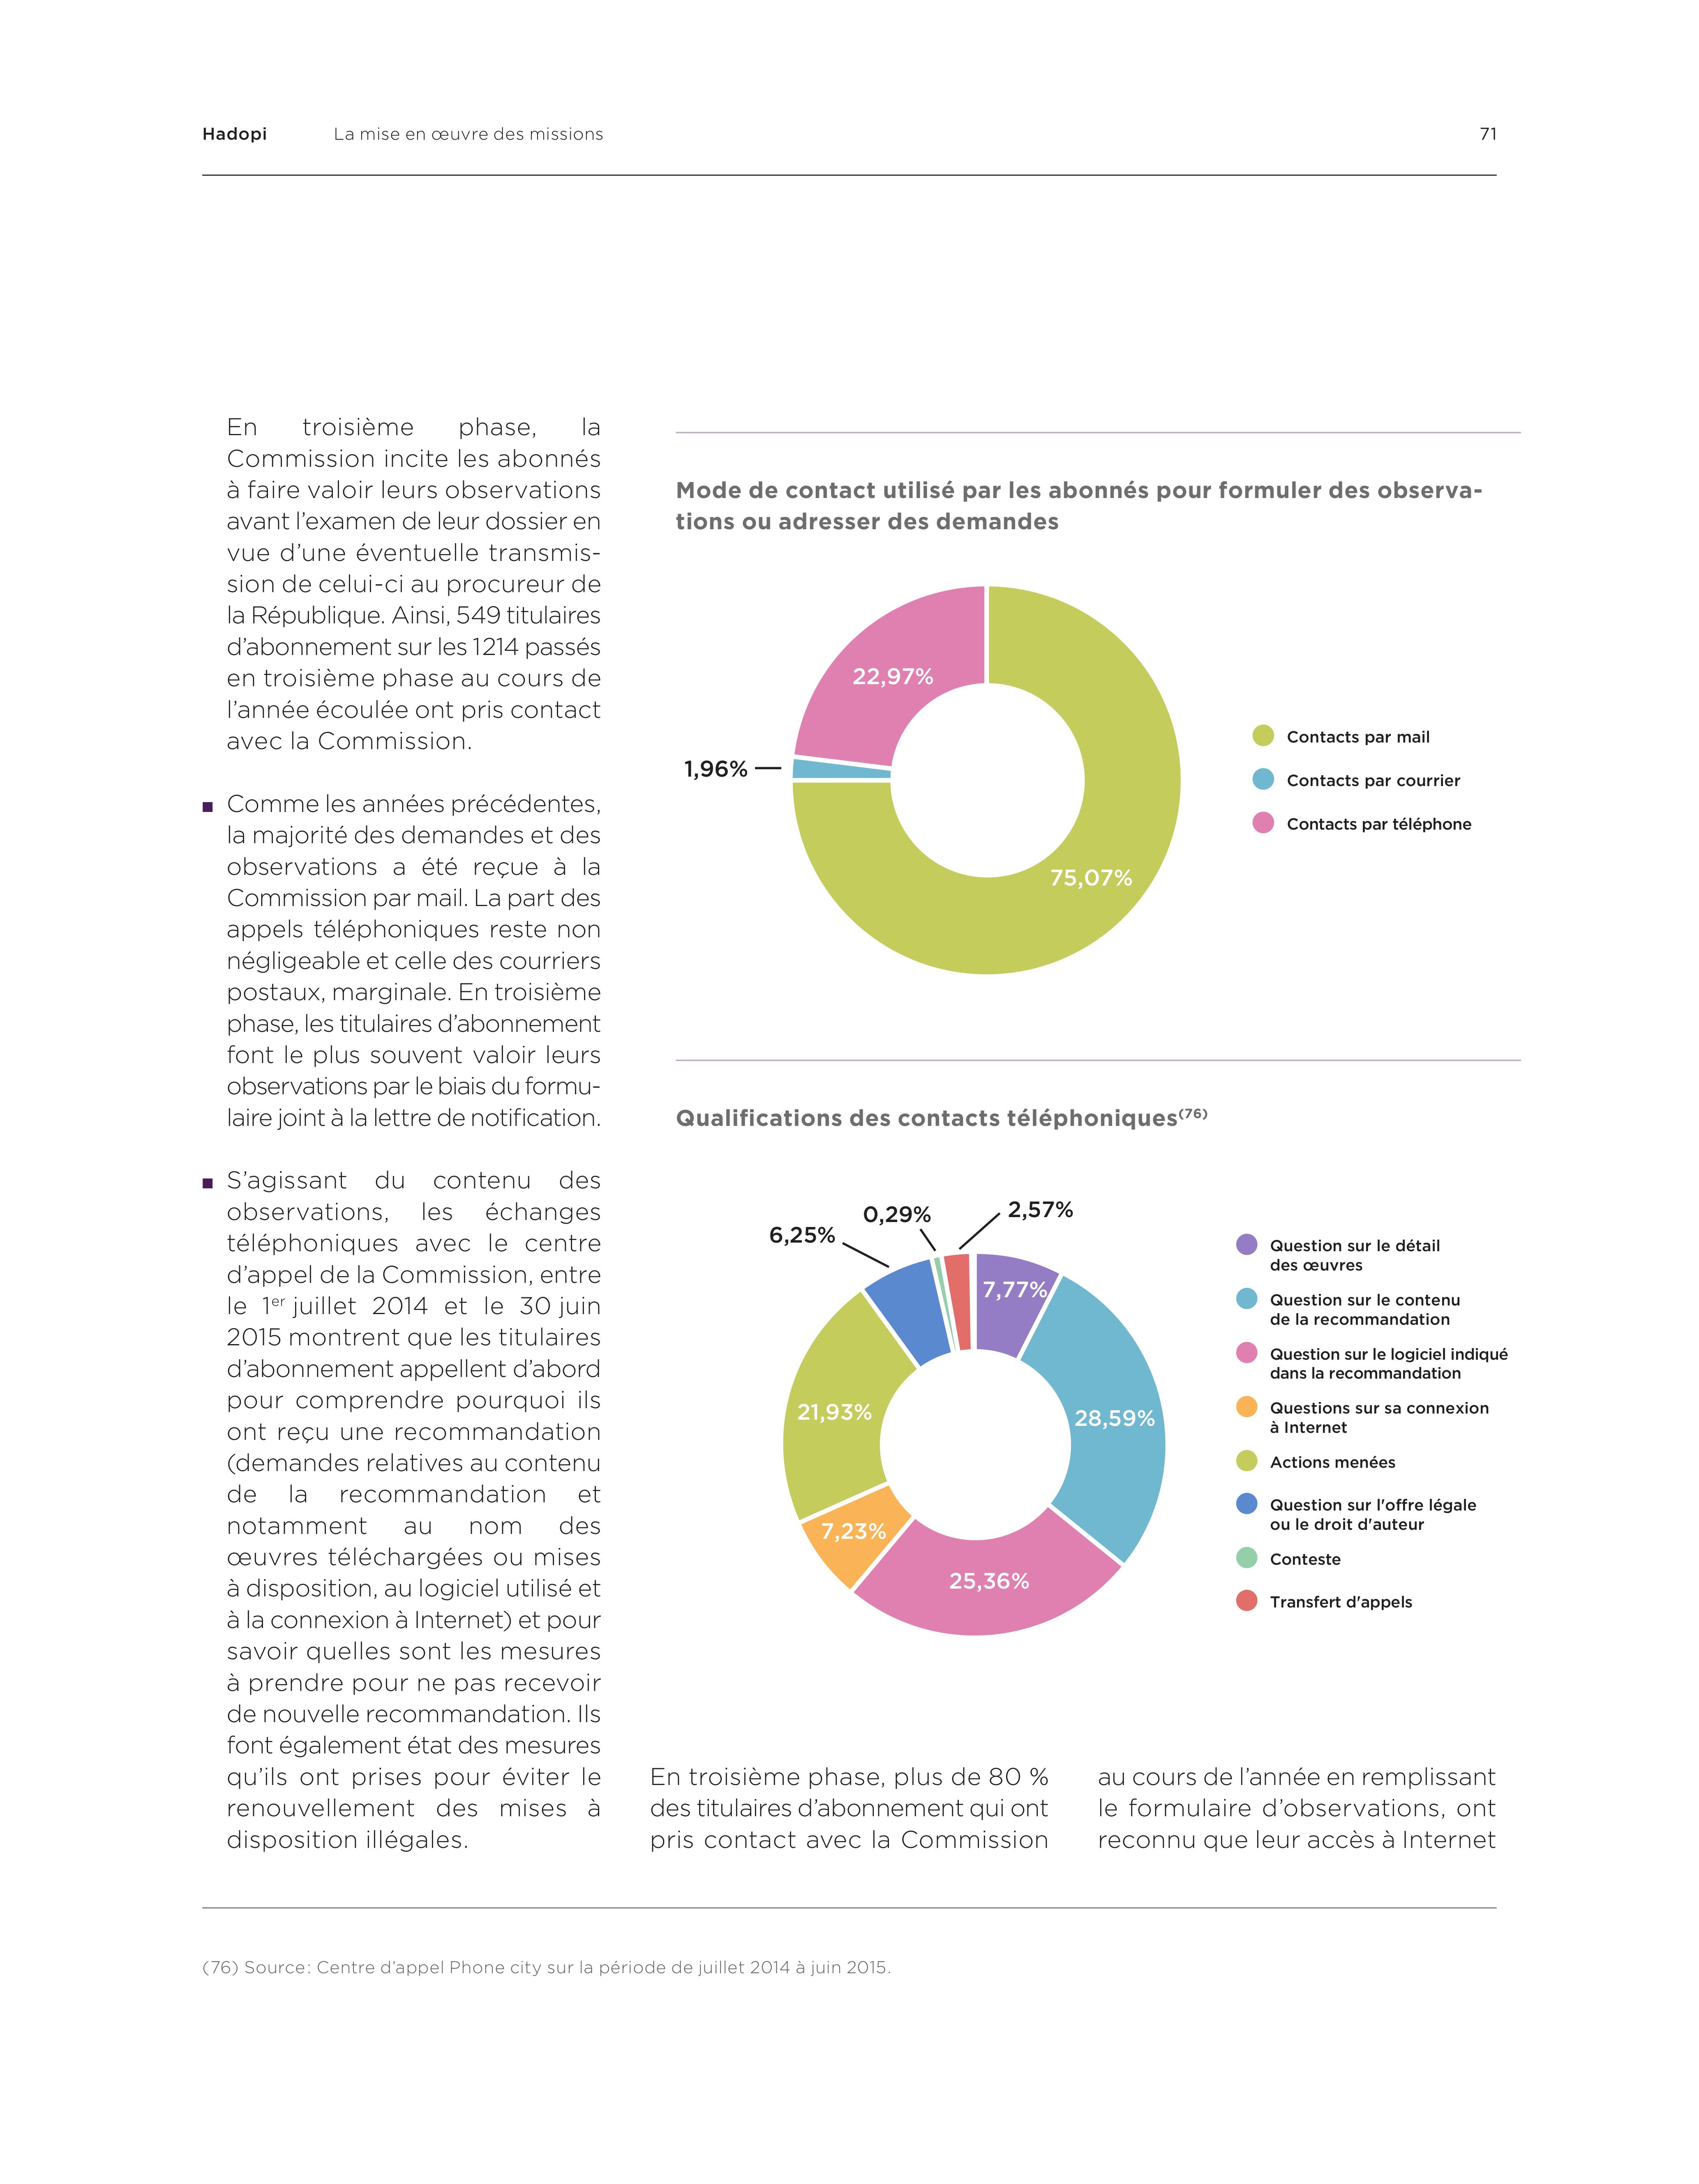 Hadopi La mise en œuvre des missions 71
En troisième phase, la
Commission incite les abonnés
à faire valoir leurs observations
avant l’examen de leur dossier en
vue d’une éventuelle transmis-
sion de celui-ci au procureur de
la République. Ainsi, 549 titulaires
d’abonnement sur les 1214 passés
en troisième phase au cours de
l’année écoulée ont pris contact
avec la Commission.
■ Comme les années précédentes,
la majorité des demandes et des
observations a été reçue à la
Commission par mail. La part des
appels téléphoniques reste non
négligeable et celle des courriers
postaux, marginale. En troisième
phase, les titulaires d’abonnement
font le plus souvent valoir leurs
observations par le biais du formu-
laire joint à la lettre de notification.
■ S’agissant du contenu des
observations, les échanges
téléphoniques avec le centre
d’appel de la Commission, entre
le 1er juillet 2014 et le 30 juin
2015 montrent que les titulaires
d’abonnement appellent d’abord
pour comprendre pourquoi ils
ont reçu une recommandation
(demandes relatives au contenu
de la recommandation et
notamment au nom des
œuvres téléchargées ou mises
à disposition, au logiciel utilisé et
à la connexion à Internet) et pour
savoir quelles sont les mesures
à prendre pour ne pas recevoir
de nouvelle recommandation. Ils
font également état des mesures
qu’ils ont prises pour éviter le
renouvellement des mises à
disposition illégales.
Mode de contact utilisé par les abonnés pour formuler des observa-
tions ou adresser des demandes
22,97%
1,96%
75,07%
Contacts par mail
Contacts par courrier
Contacts par téléphone
Qualifications des contacts téléphoniques(76)
0,29%
2,57%
6,25%
7,77%
21,93%
28,59%
7,23%
25,36%
Question sur le détail
des œuvres
Question sur le contenu
de la recommandation
Question sur le logiciel indiqué
dans la recommandation
Questions sur sa connexion
à Internet
Actions menées
Question sur l'offre légale
ou le droit d'auteur
Conteste
Transfert d'appels
En troisième phase, plus de 80 %
des titulaires d’abonnement qui ont
pris contact avec la Commission
au cours de l’année en remplissant
le formulaire d’observations, ont
reconnu que leur accès à Internet
(76) Source: Centre d’appel Phone city sur la période de juillet 2014 à juin 2015.